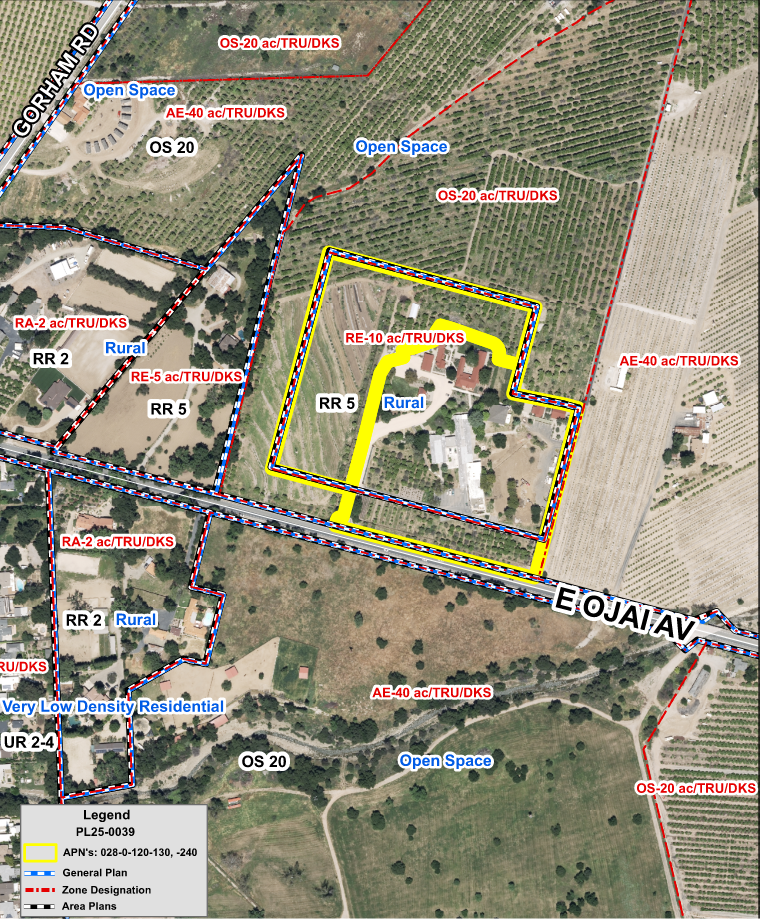 OS-20 ac/TRU/DKS
GORHAM RD
Open Space
AE-40 ac/TRU/DKS
OS 20
Open Space
OS-20 ac/TRU/DKS
RA-2 ac/TRU/DKS
RE-10 ac/TRU/DKS
Rural
RR 2
AE-40 ac/TRU/DKS
RE-5 ac/TRU/DKS
RR 5
RR 5
Rural
RA-2 ac/TRU/DKS
E OJAI AV
RR 2
Rural
RU/DKS
AE-40 ac/TRU/DKS
Very Low Density Residential
UR 2-4
OS 20
Open Space
OS-20 ac/TRU/DKS
Legend
PL25-0039
APN's: 028-0-120-130, -240
General Plan
Zone Designation
Area Plans